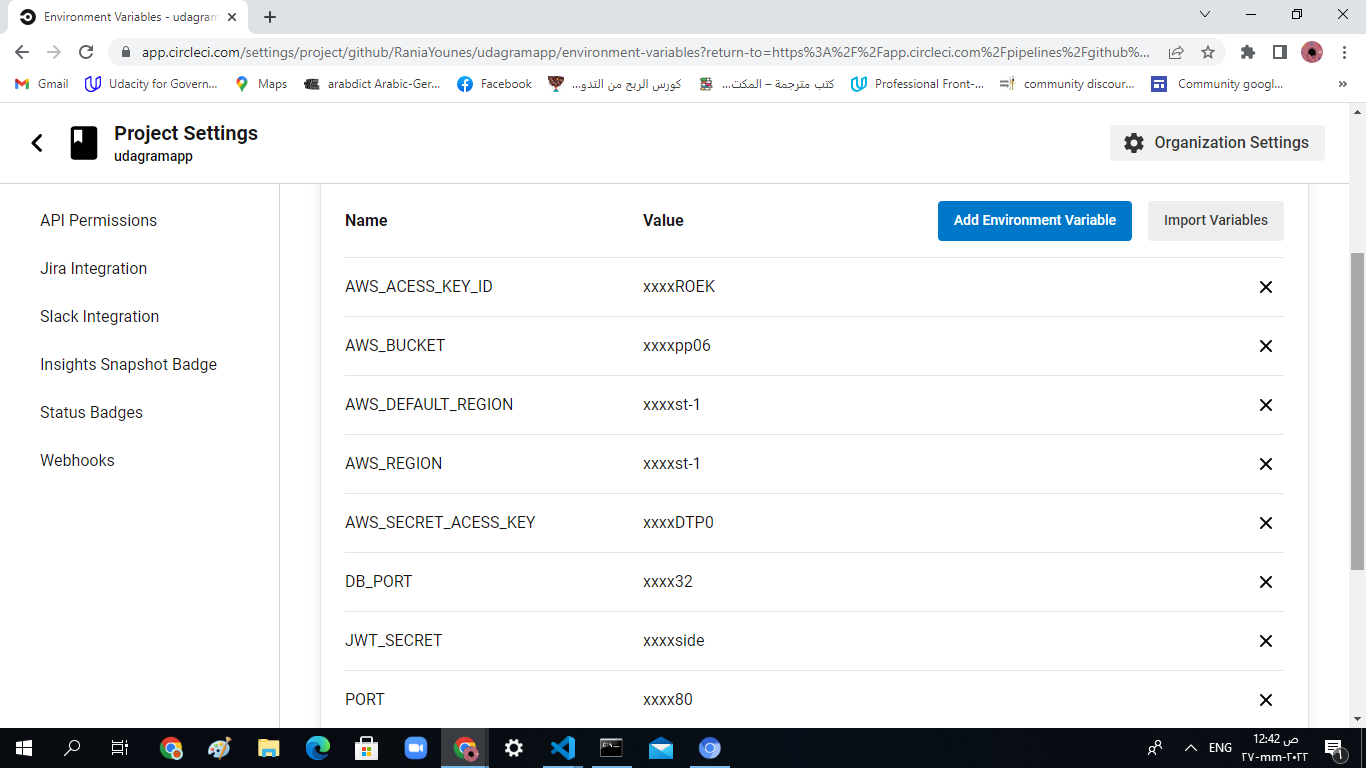 Environment Variables - udagram
app.circleci.com/settings/project/github/RaniaYounes/udagramapp/environment-variables?return-to=https%3A%2F%2Fapp.circleci.com%2Fpipelines%2Fgithub%...
Gmail Udacity for Govern... Maps arabdict Arabic-Ger... Facebook كورس الربح من التدو... كتب مترجمة – المكت... Professional Front-... community discour... Community googl... »
Project Settings
udagramapp
Organization Settings
API Permissions
Jira Integration
Slack Integration
Insights Snapshot Badge
Status Badges
Webhooks
Name Value Add Environment Variable Import Variables
AWS_ACESS_KEY_ID xxxxROEK
AWS_BUCKET xxxxpp06
AWS_DEFAULT_REGION xxxxst-1
AWS_REGION xxxxst-1
AWS_SECRET_ACESS_KEY xxxxDTP0
DB_PORT xxxx32
JWT_SECRET xxxxside
PORT xxxx80
ENG
12:42 ص
٢٧-mm-٢٠٢٢
1